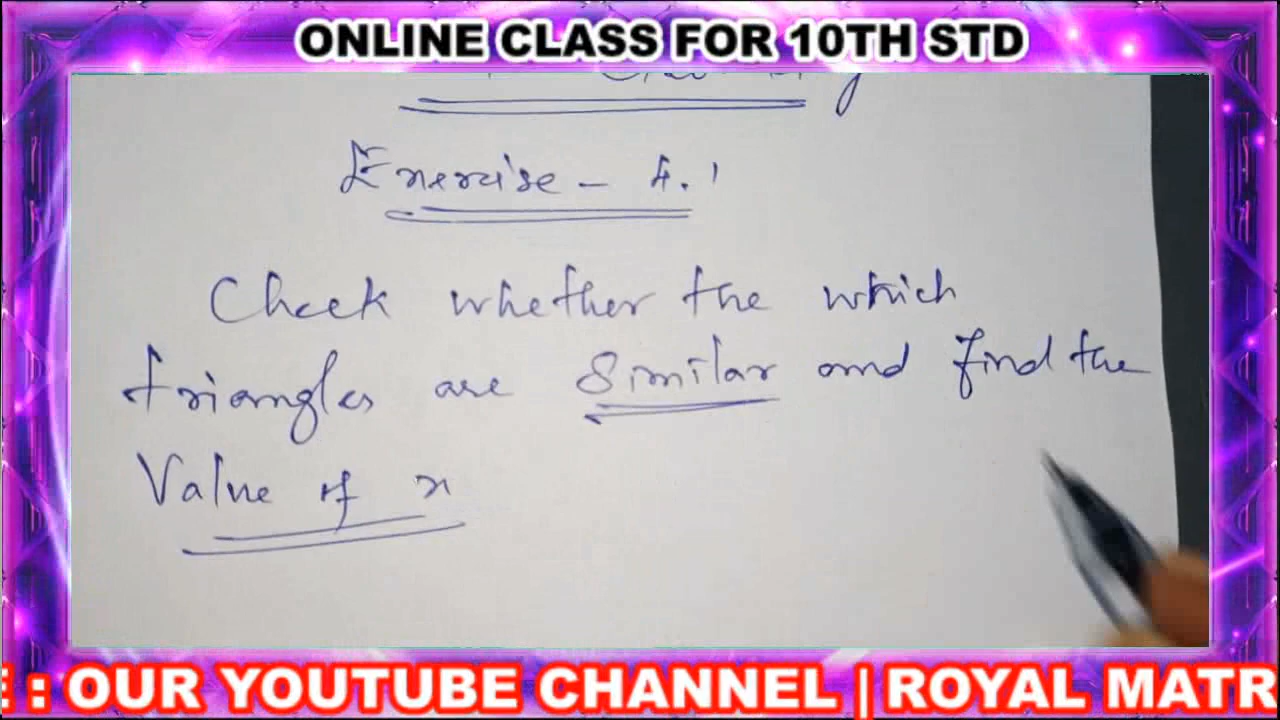 ONLINE CLASS FOR 10TH STD
Exercise - 4.1
Check whether the which
triangles are Similar and find the
Value of x
E : OUR YOUTUBE CHANNEL | ROYAL MATR